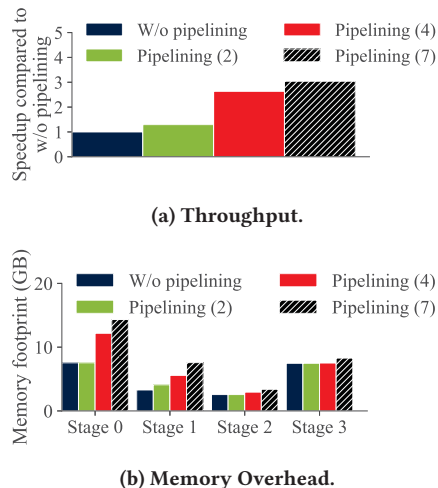 Speedup compared to
w/o pipelining
5
4
3
2
1
0
W/o pipelining
Pipelining (2)
Pipelining (4)
Pipelining (7)
(a) Throughput.
Memory footprint (GB)
20
10
0
W/o pipelining
Pipelining (2)
Pipelining (4)
Pipelining (7)
Stage 0 Stage 1 Stage 2 Stage 3
(b) Memory Overhead.